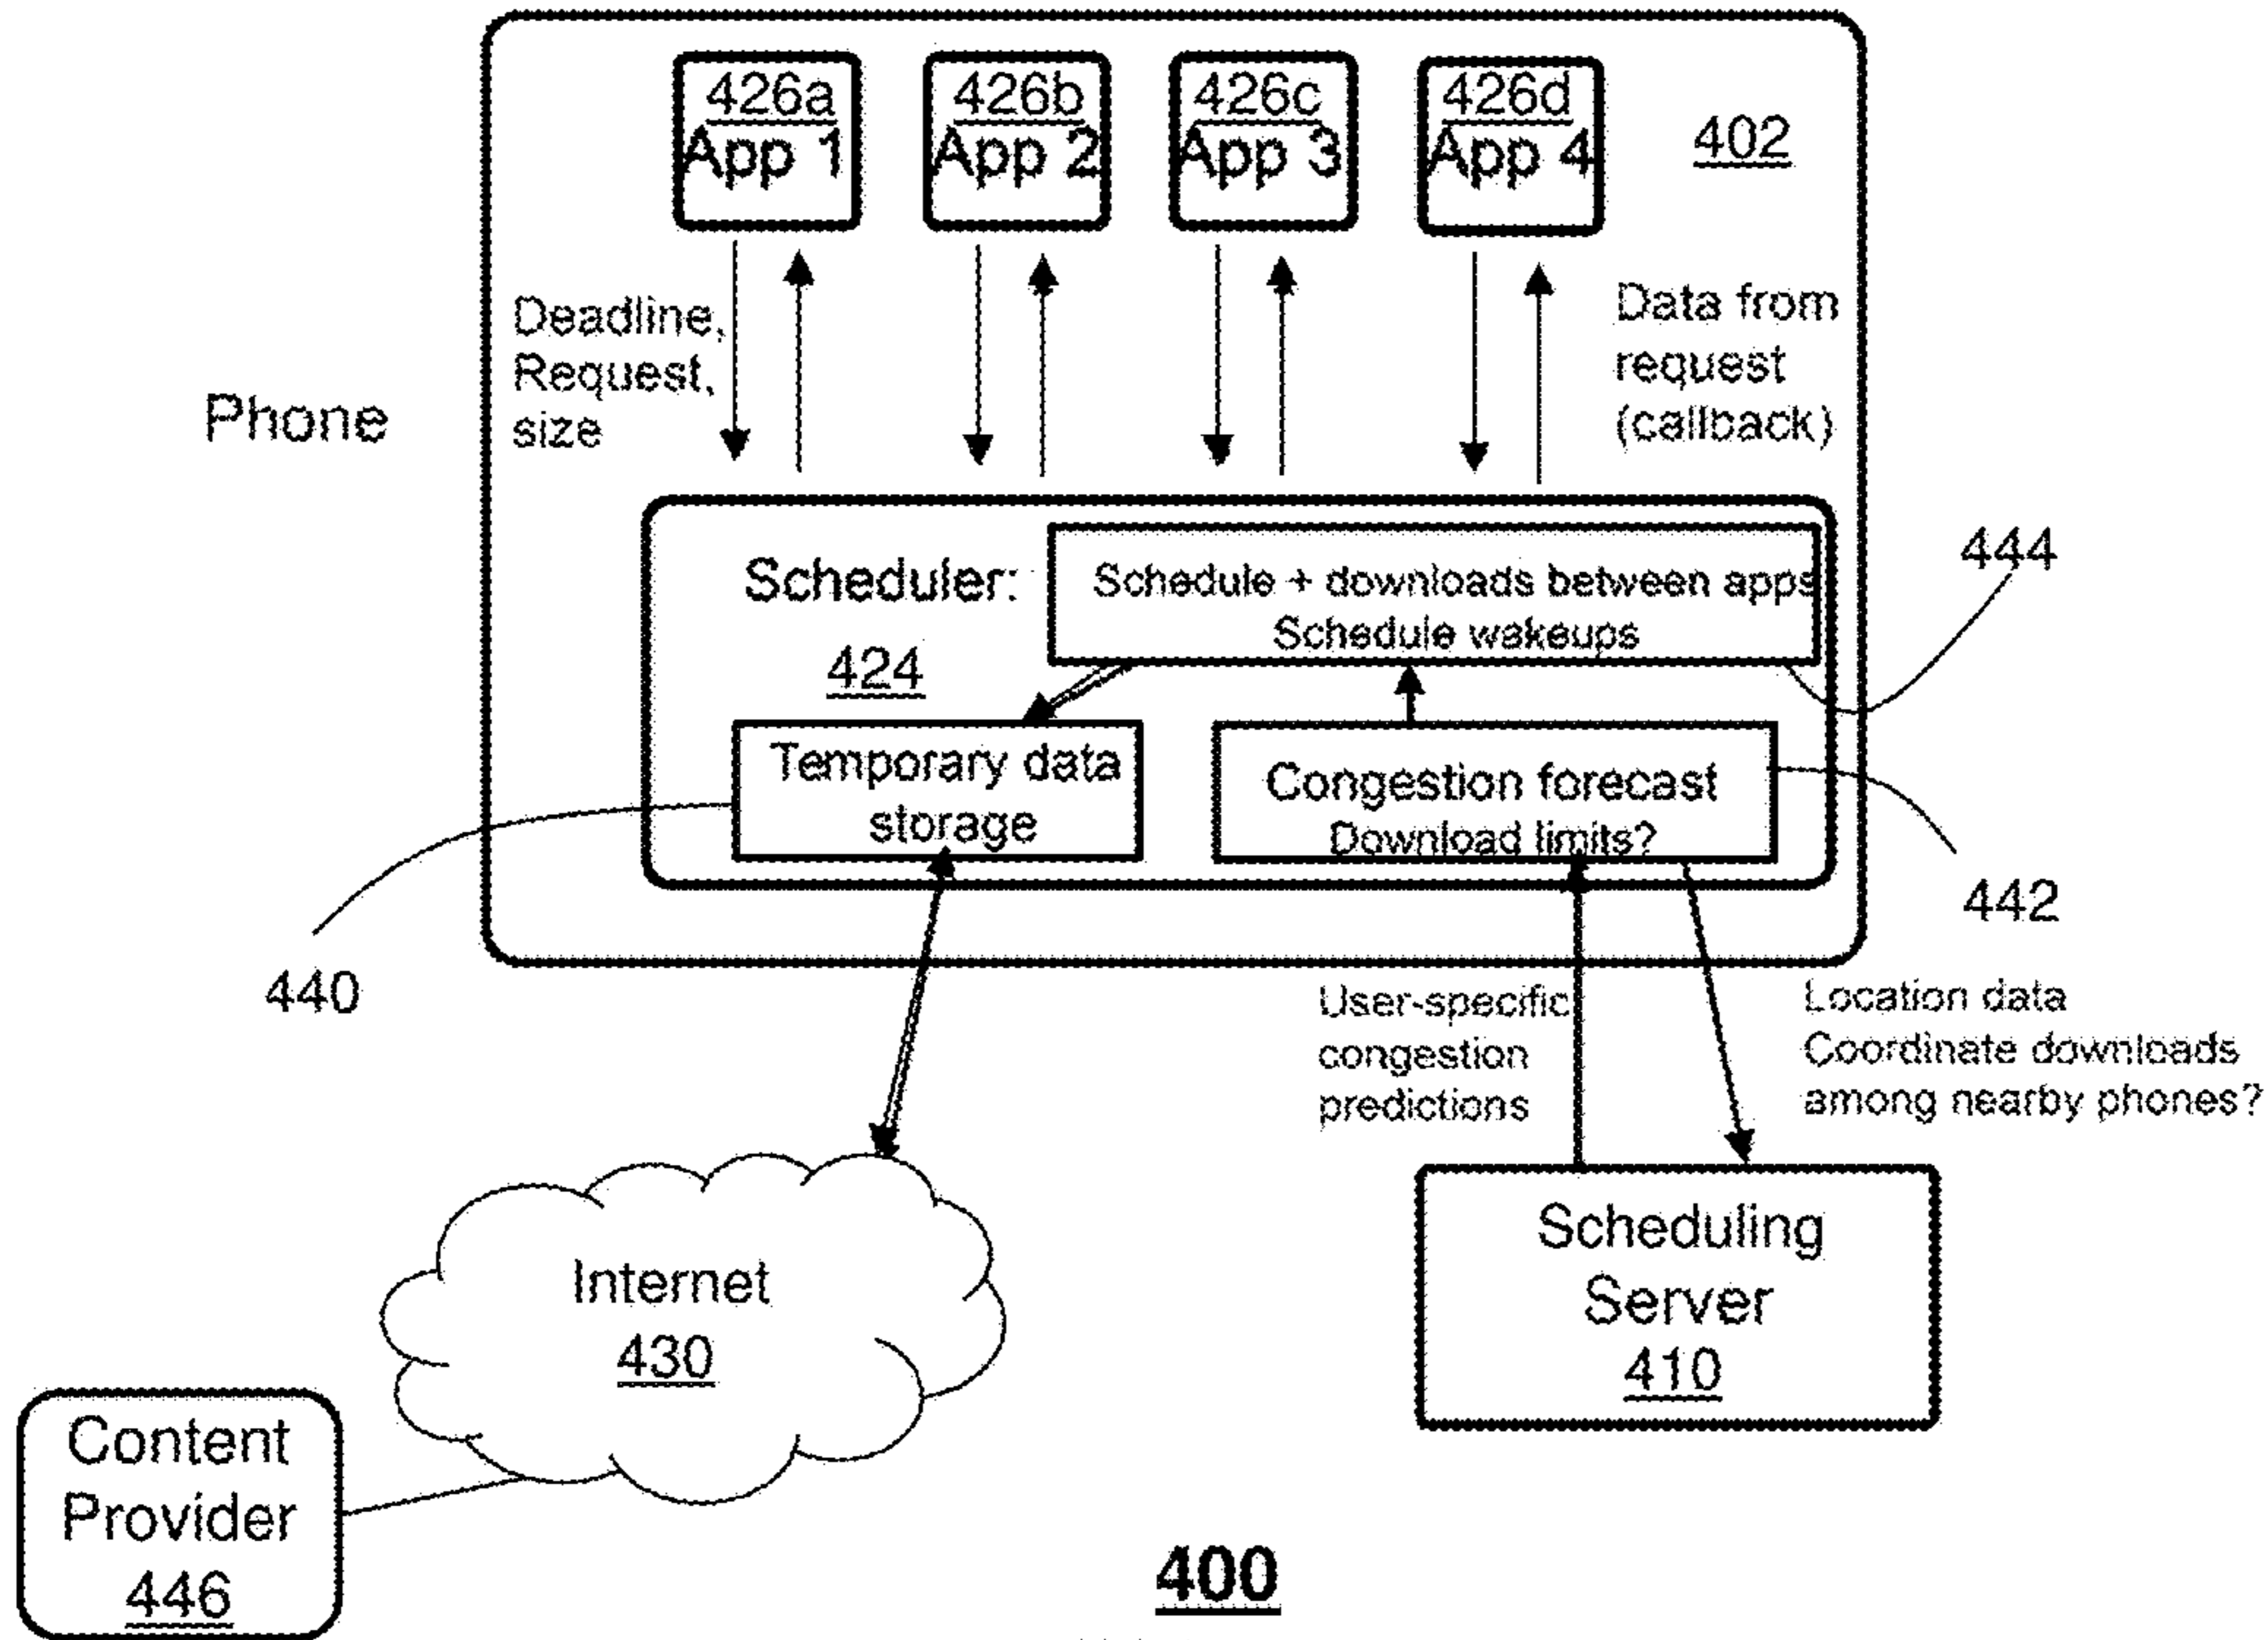 426a
App 1
426b
App 2
426c
App 3
426d
App 4
402
Deadline,
Request,
size
Data from
request
(callback)
Phone
Scheduler:
424
Schedule + downloads between apps
Schedule wakeups
444
Temporary data
storage
Congestion forecast
Download limits?
442
440
User-specific
congestion
predictions
Location data
Coordinate downloads
among nearby phones?
Internet
430
Scheduling
Server
410
Content
Provider
446
400